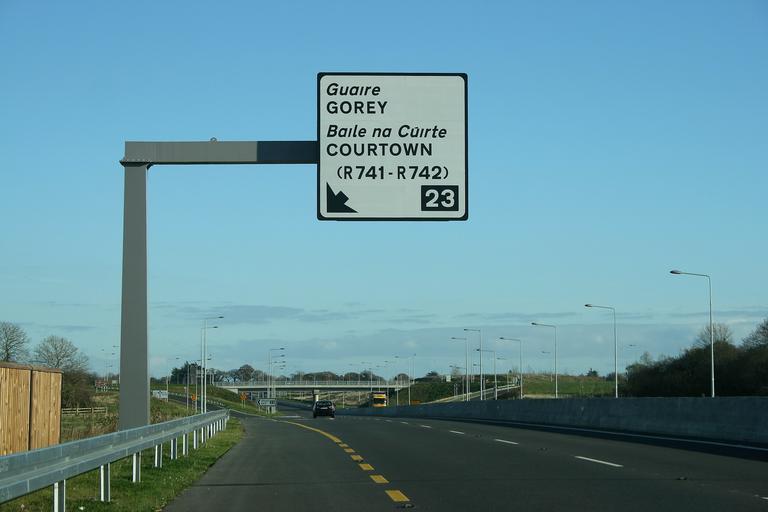 Guaire
GOREY
Baile na Cúirte
COURTOWN
(R741-R742)
23